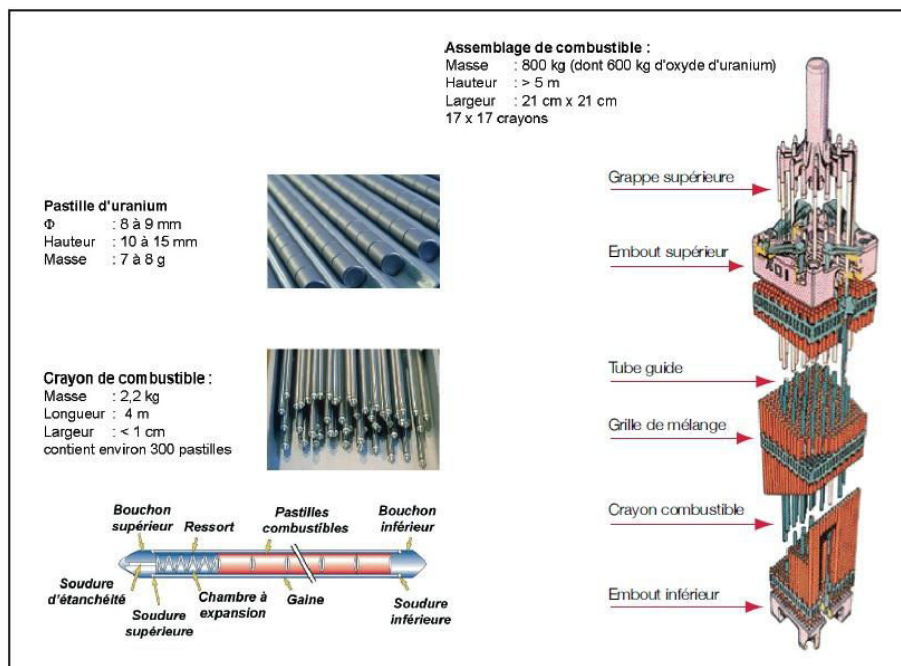 Assemblage de combustible :
Masse : 800 kg (dont 600 kg d'oxyde d'uranium)
Hauteur : > 5 m
Largeur : 21 cm x 21 cm
17 x 17 crayons
Pastille d'uranium
Φ : 8 à 9 mm
Hauteur : 10 à 15 mm
Masse : 7 à 8 g
Crayon de combustible :
Masse : 2,2 kg
Longueur : 4 m
Largeur : < 1 cm
contient environ 300 pastilles
Bouchon
supérieur
Ressort
Pastilles
combustibles
Bouchon
inférieur
Soudure
d'étanchéité
Soudure
supérieure
Chambre à
expansion
Gaine
Soudure
inférieure
Grappe supérieure
Embout supérieur
Tube guide
Grille de mélange
Crayon combustible
Embout inférieur